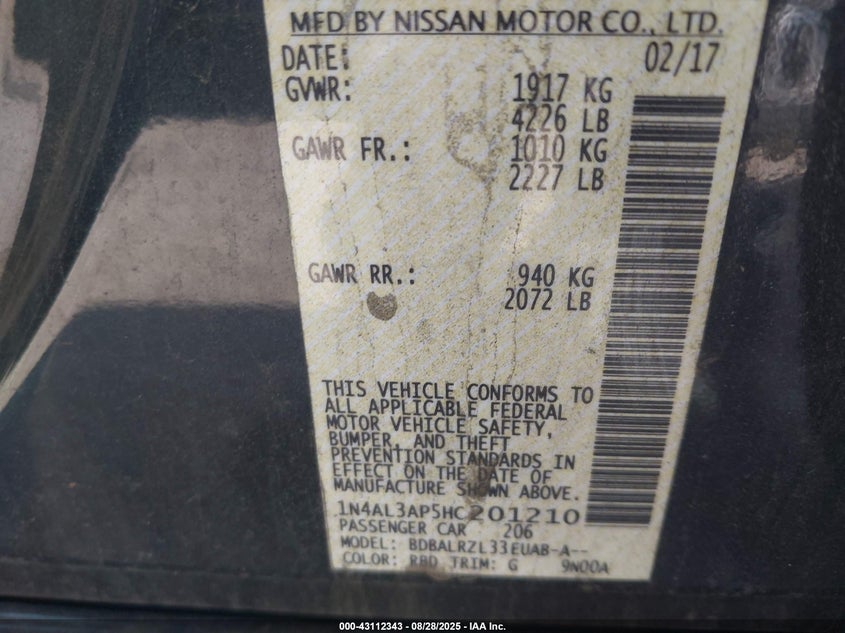 MFD BY NISSAN MOTOR CO., LTD.
DATE: 02/17
GVWR: 1917 KG
4226 LB
GAWR FR.: 1010 KG
2227 LB
GAWR RR.: 940 KG
2072 LB
THIS VEHICLE CONFORMS TO
ALL APPLICABLE FEDERAL
MOTOR VEHICLE SAFETY,
BUMPER, AND THEFT
PREVENTION STANDARDS IN
EFFECT ON THE DATE OF
MANUFACTURE SHOWN ABOVE.
1N4AL3AP5HC201210
PASSENGER CAR 206
MODEL: BDBALRZL33EUAB-A--
COLOR: RBD TRIM: G 9N00A
000-43112343 - 08/28/2025 - IAA Inc.